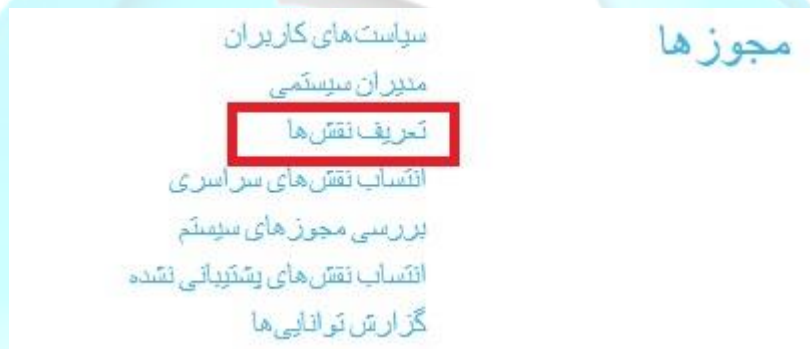 مجوزها
سیاست‌های کاربران
مدیران سیستمی
تعریف نقش‌ها
انتساب نقش‌های سراسری
بررسی مجوزهای سیستم
انتساب نقش‌های پشتیبانی نشده
گزارش توانایی‌ها